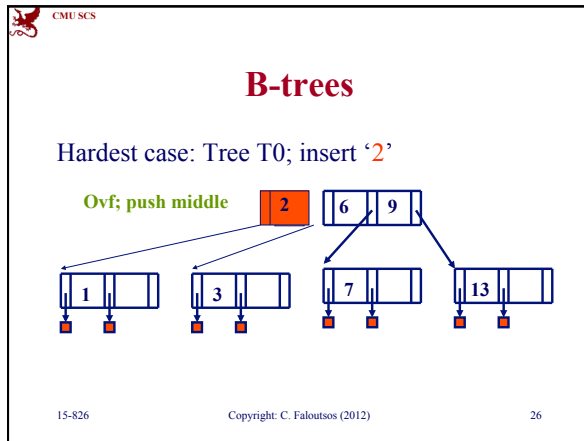 CMU SCS
B-trees
Hardest case: Tree T0; insert ‘2’
Ovf; push middle 2 6 9
1 3 7 13
15-826 Copyright: C. Faloutsos (2012) 26